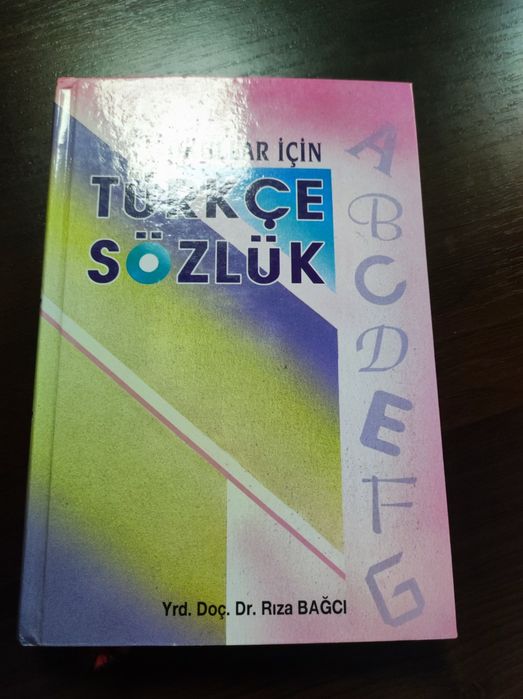 İÇİN
TÜRKÇE
SÖZLÜK
A
B
C
D
E
F
G
Yrd. Doç. Dr. Rıza BAĞCI